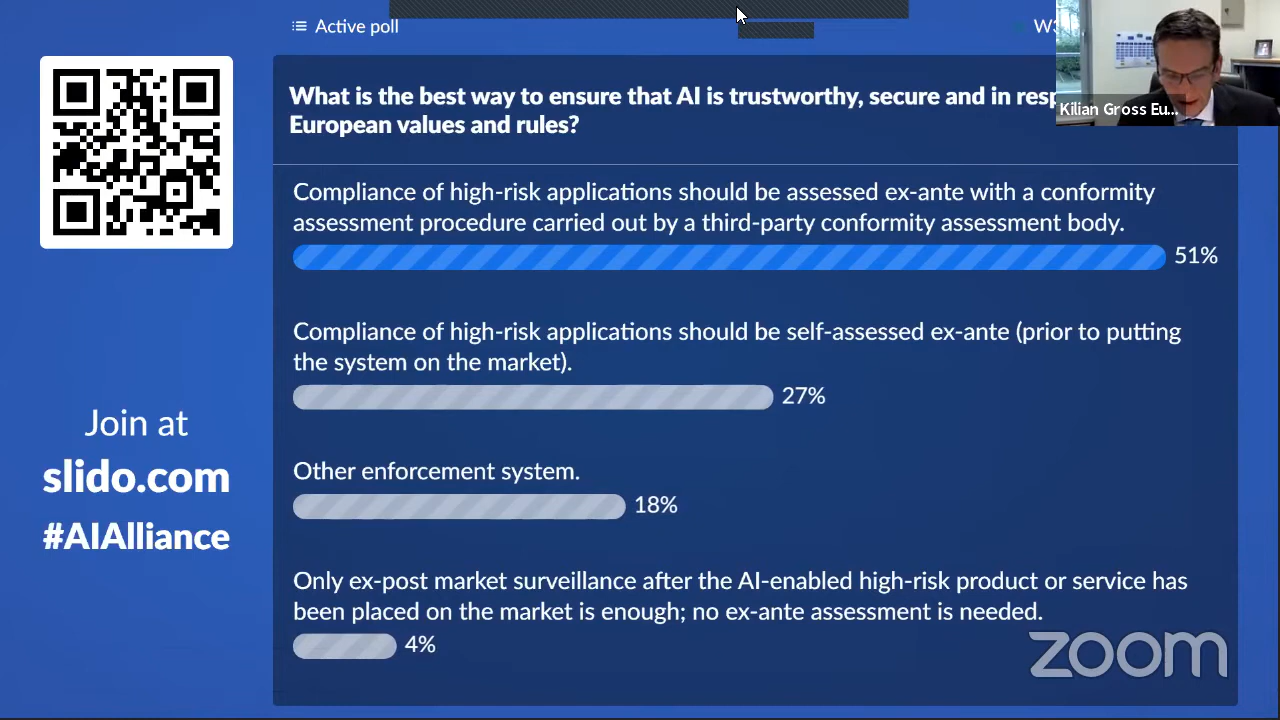 Active poll
What is the best way to ensure that AI is trustworthy, secure and in
European values and rules?
Kilian Gross Eu...
Compliance of high-risk applications should be assessed ex-ante with a conformity
assessment procedure carried out by a third-party conformity assessment body.
51%
Compliance of high-risk applications should be self-assessed ex-ante (prior to putting
the system on the market).
27%
Other enforcement system.
18%
Only ex-post market surveillance after the AI-enabled high-risk product or service has
been placed on the market is enough; no ex-ante assessment is needed.
4%
Join at
slido.com
#AIAlliance
zoom